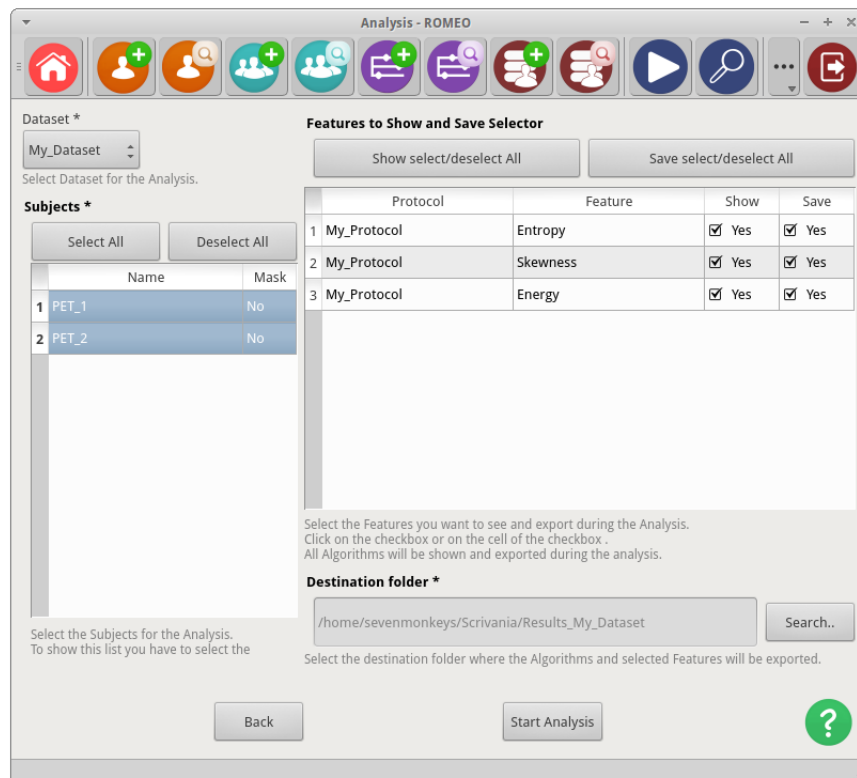 Analysis - ROMEO
Dataset *
My_Dataset
Select Dataset for the Analysis.
Subjects *
Select All
Deselect All
Name Mask
1 PET_1 No
2 PET_2 No
Select the Subjects for the Analysis.
To show this list you have to select the
Features to Show and Save Selector
Show select/deselect All
Save select/deselect All
Protocol Feature Show Save
1 My_Protocol Entropy Yes Yes
2 My_Protocol Skewness Yes Yes
3 My_Protocol Energy Yes Yes
Select the Features you want to see and export during the Analysis.
Click on the checkbox or on the cell of the checkbox .
All Algorithms will be shown and exported during the analysis.
Destination folder *
/home/sevenmonkeys/Scrivania/Results_My_Dataset
Search..
Select the destination folder where the Algorithms and selected Features will be exported.
Back
Start Analysis
?